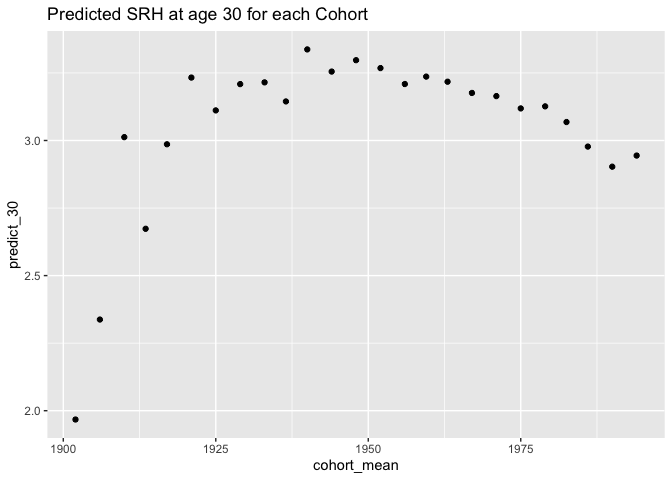 Predicted SRH at age 30 for each Cohort
predict_30
3.0
2.5
2.0
1900 1925 1950 1975
cohort_mean